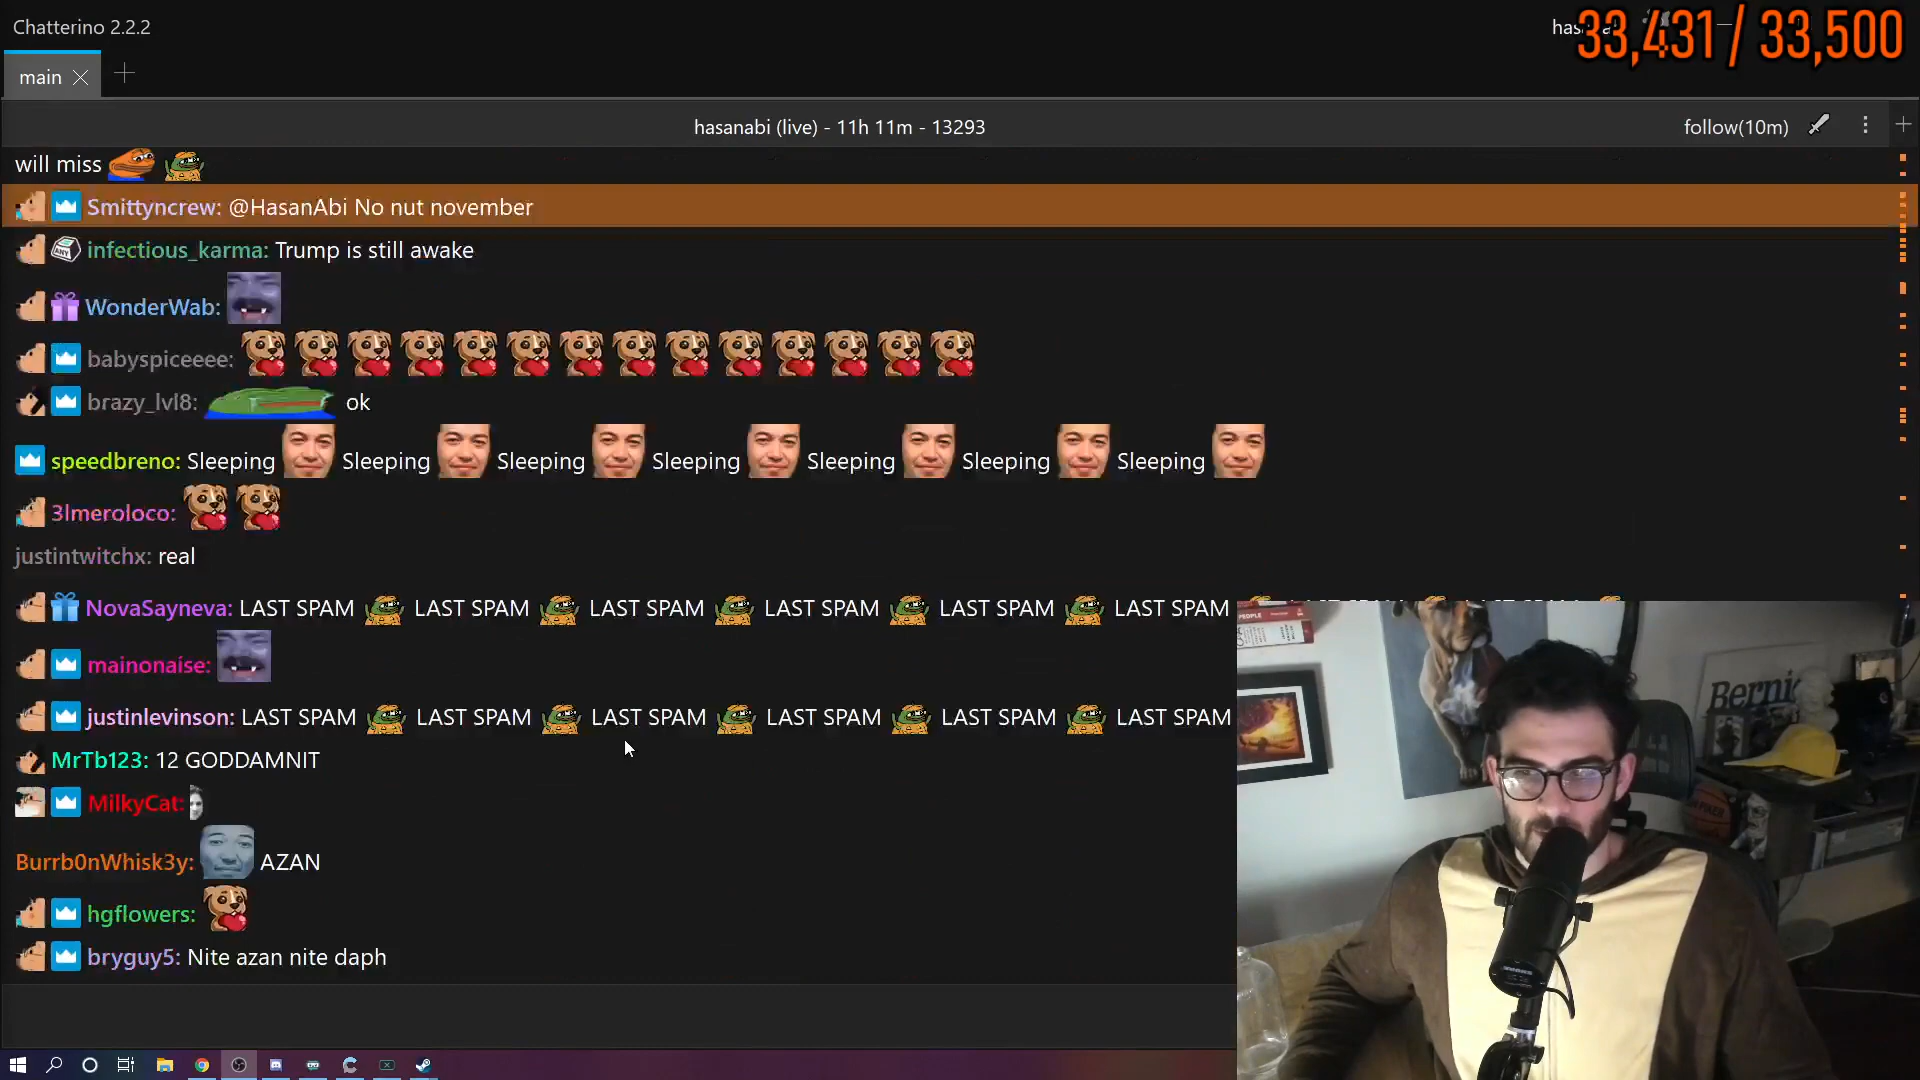 Chatterino 2.2.2
33,431 / 33,500
main
hasanabi (live) - 11h 11m - 13293
follow(10m)
will miss
Smittyncrew: @HasanAbi No nut november
infectious_karma: Trump is still awake
WonderWab:
babyspiceeee:
brazy_lvl8: ok
speedbreno: Sleeping Sleeping Sleeping Sleeping Sleeping Sleeping Sleeping
3lmeroloco:
justintwitchx: real
NovaSayneva: LAST SPAM LAST SPAM LAST SPAM LAST SPAM LAST SPAM LAST SPAM
mainonaise:
justinlevinson: LAST SPAM LAST SPAM LAST SPAM LAST SPAM LAST SPAM LAST SPAM
MrTb123: 12 GODDAMNIT
MilkyCat:
Burrb0nWhisk3y: AZAN
hgflowers:
bryguy5: Nite azan nite daph
PEOPLE
Bernie